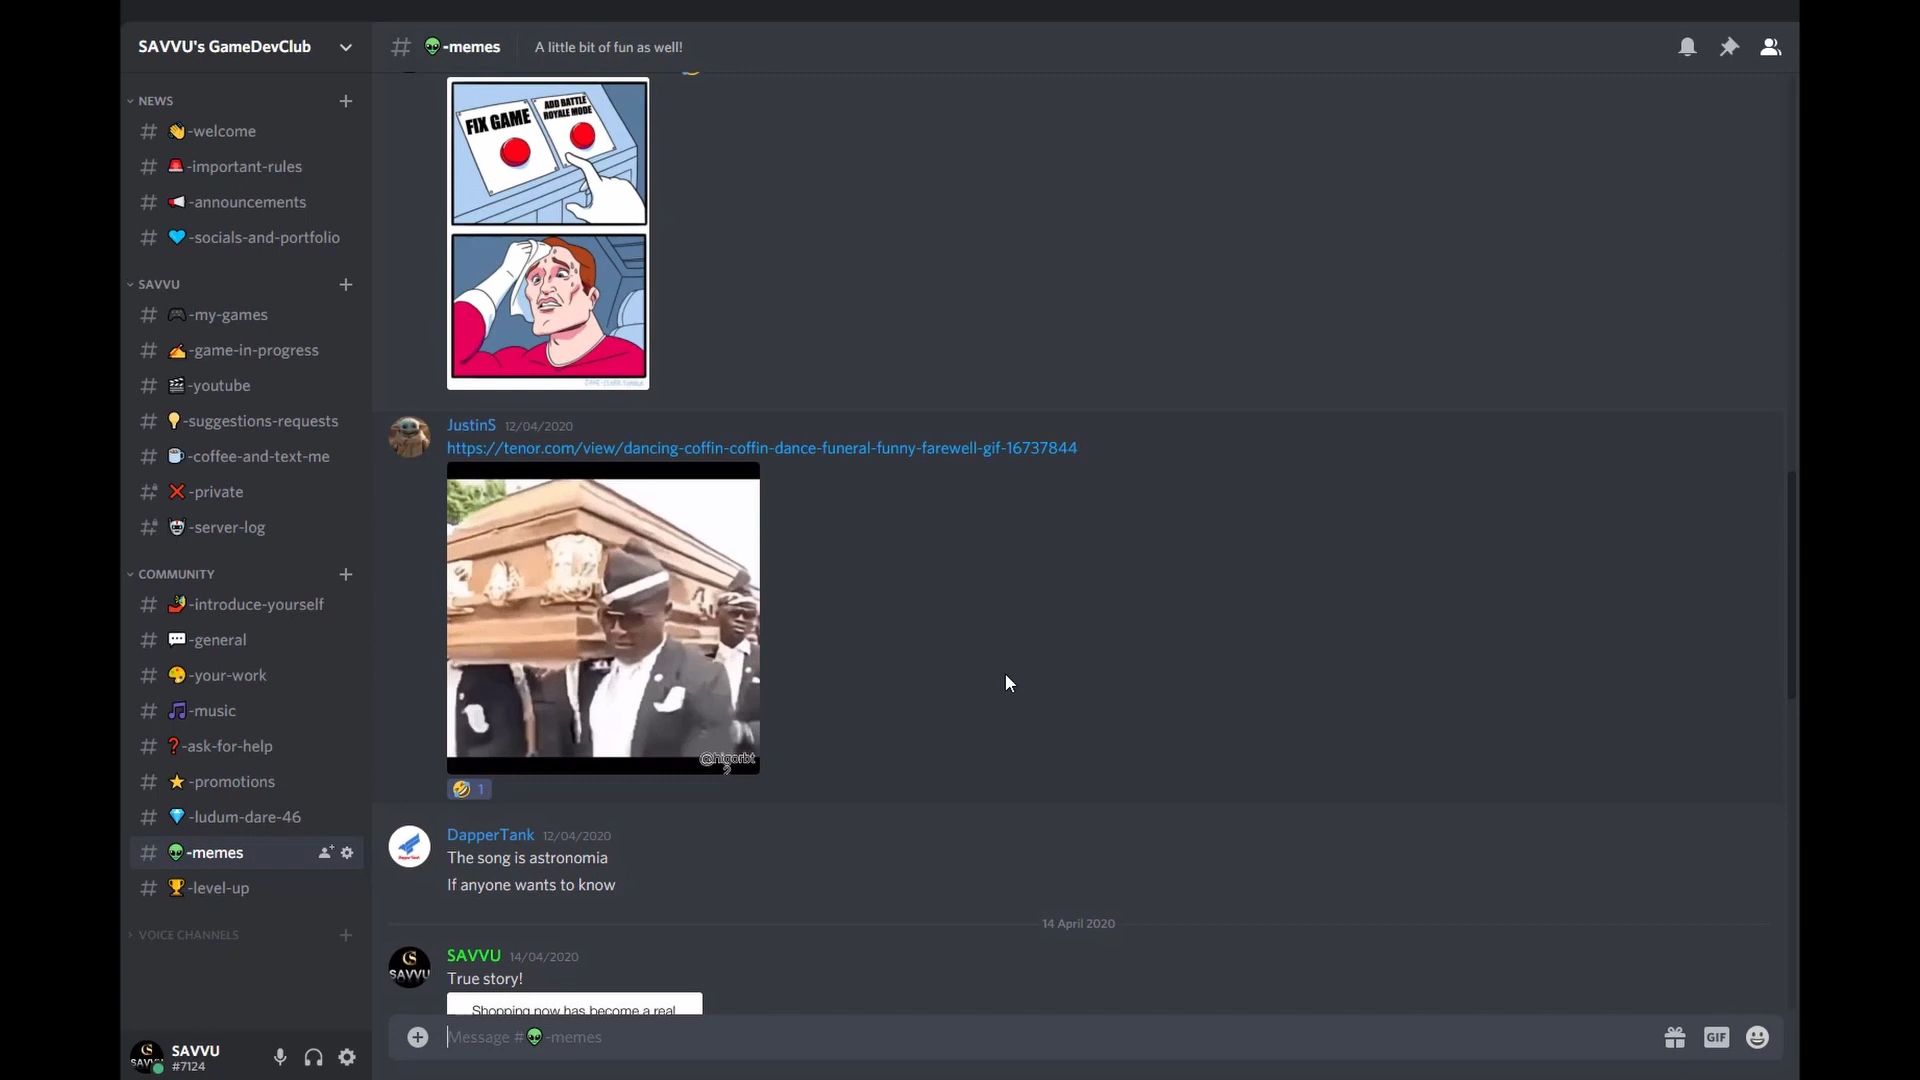 SAVVU's GameDevClub
NEWS
-welcome
-important-rules
-announcements
-socials-and-portfolio
SAVVU
-my-games
-game-in-progress
-youtube
-suggestions-requests
-coffee-and-text-me
-private
-server-log
COMMUNITY
-introduce-yourself
-general
-your-work
-music
-ask-for-help
-promotions
-ludum-dare-46
-memes
-level-up
VOICE CHANNELS
SAVVU
#7124
-memes A little bit of fun as well!
FIX GAME
ADD BATTLE
ROYALE MODE
JustinS 12/04/2020
https://tenor.com/view/dancing-coffin-coffin-dance-funeral-funny-farewell-gif-16737844
@higorbt
2
1
DapperTank 12/04/2020
The song is astronomia
If anyone wants to know
14 April 2020
SAVVU 14/04/2020
True story!
Shopping now has become a real
Message # -memes
GIF